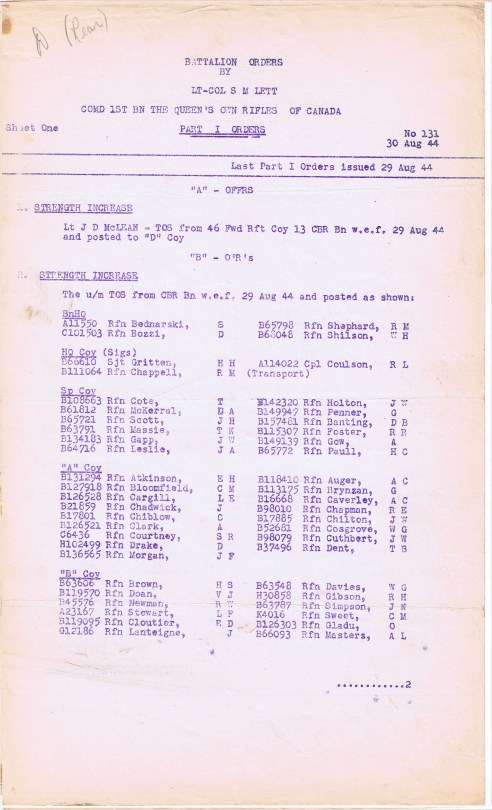 D (Rear)
BATTALION ORDERS
BY
LT-COL S M LETT
COMD 1ST BN THE QUEEN'S OWN RIFLES OF CANADA
Sheet One PART I ORDERS No 131
30 Aug 44
Last Part I Orders issued 29 Aug 44
"A" - OFFRS
STRENGTH INCREASE
Lt J D McLEAN - TOS from 46 Fwd Rft Coy 13 CBR Bn w.e.f. 29 Aug 44
and posted to "D" Coy
"B" - OR's
STRENGTH INCREASE
The u/m TOS from CBR Bn w.e.f. 29 Aug 44 and posted as shown:
BnHQ
A11550 Rfn Bednarski, S B65798 Rfn Shephard, R M
C101503 Rfn Bozzi, D B68048 Rfn Shilson, W H
HQ Coy (Sigs)
B66610 Sjt Gritten, H H A114022 Cpl Coulson, R L
B111064 Rfn Chappell, R M (Transport)
Sp Coy
B108663 Rfn Cote, T B142320 Rfn Holton, J W
B61812 Rfn McKerral, D A B149947 Rfn Penner, G
B65721 Rfn Scott, J H B157481 Rfn Banting, D B
B63791 Rfn Massie, T B115307 Rfn Foster, R R
B134183 Rfn Gapp, J W B149139 Rfn Gow, A
B64716 Rfn Leslie, J A B65772 Rfn Paull, H C
"A" Coy
B131294 Rfn Atkinson, E H B118410 Rfn Auger, A C
B127918 Rfn Bloomfield, C M B113175 Rfn Brynzan, G
B126528 Rfn Cargill, L E B16668 Rfn Caverley, A C
B21859 Rfn Chadwick, J B98010 Rfn Chapman, R E
B17801 Rfn Chiblow, C B17885 Rfn Chilton, J W
B126521 Rfn Clark, A B52681 Rfn Cosgrove, W G
C6436 Rfn Courtney, S R B98079 Rfn Cuthbert, J W
H102499 Rfn Drake, D B37496 Rfn Dent, T B
B136565 Rfn Morgan, J F
"B" Coy
B63606 Rfn Brown, H S B63548 Rfn Davies, W G
B119570 Rfn Doan, V J H30858 Rfn Gibson, R H
B45576 Rfn Newman, R W B63787 Rfn Simpson, J N
A23167 Rfn Stewart, L F K4016 Rfn Sweet, C M
B119095 Rfn Cloutier, E D D126303 Rfn Gladu, O
G12186 Rfn Lanteigne, J B66093 Rfn Masters, A L
............2